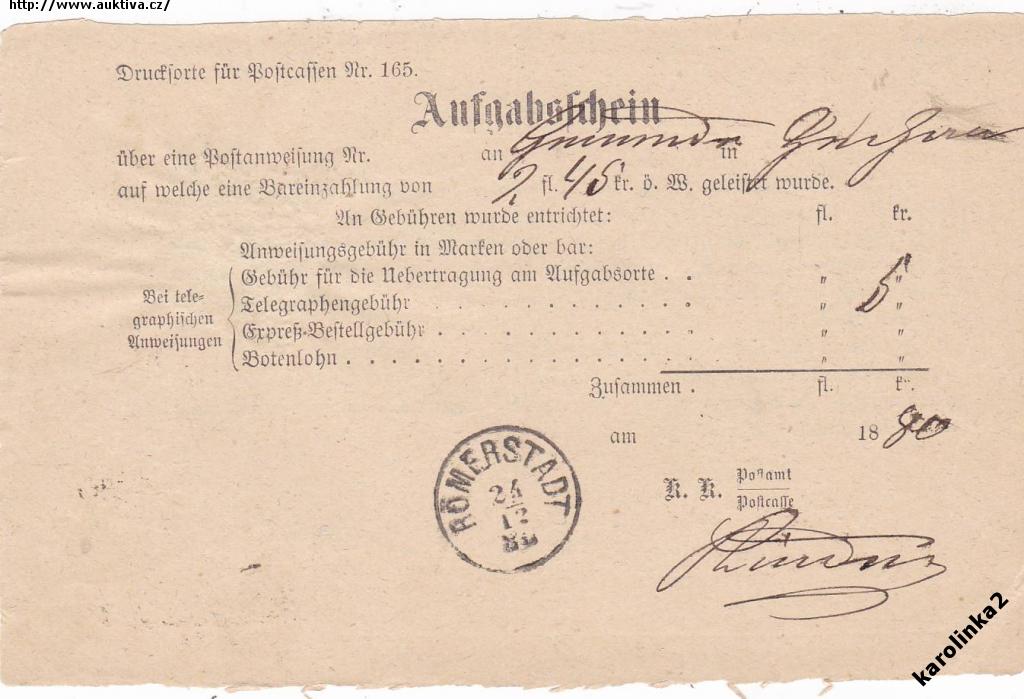 http://www.auktiva.cz/
Drucksorte für Postcassen Nr. 165.
Aufgabsschein
über eine Postanweisung Nr. an in
auf welche eine Bareinzahlung von 2 fl. 45 kr. ö. W. geleistet wurde.
An Gebühren wurde entrichtet: fl. kr.
Anweisungsgebühr in Marken oder bar:
Bei tele-
graphischen
Anweisungen
Gebühr für die Uebertragung am Aufgabsorte . . " 5 "
Telegraphengebühr . . . . . . . . . . " "
Expreß-Bestellgebühr . . . . . . . . . . " "
Botenlohn . . . . . . . . . . . . . " "
Zusammen . fl. kr.
am 18
RÖMERSTADT
24
12
K. K. Postamt
Postcasse
karolinka2